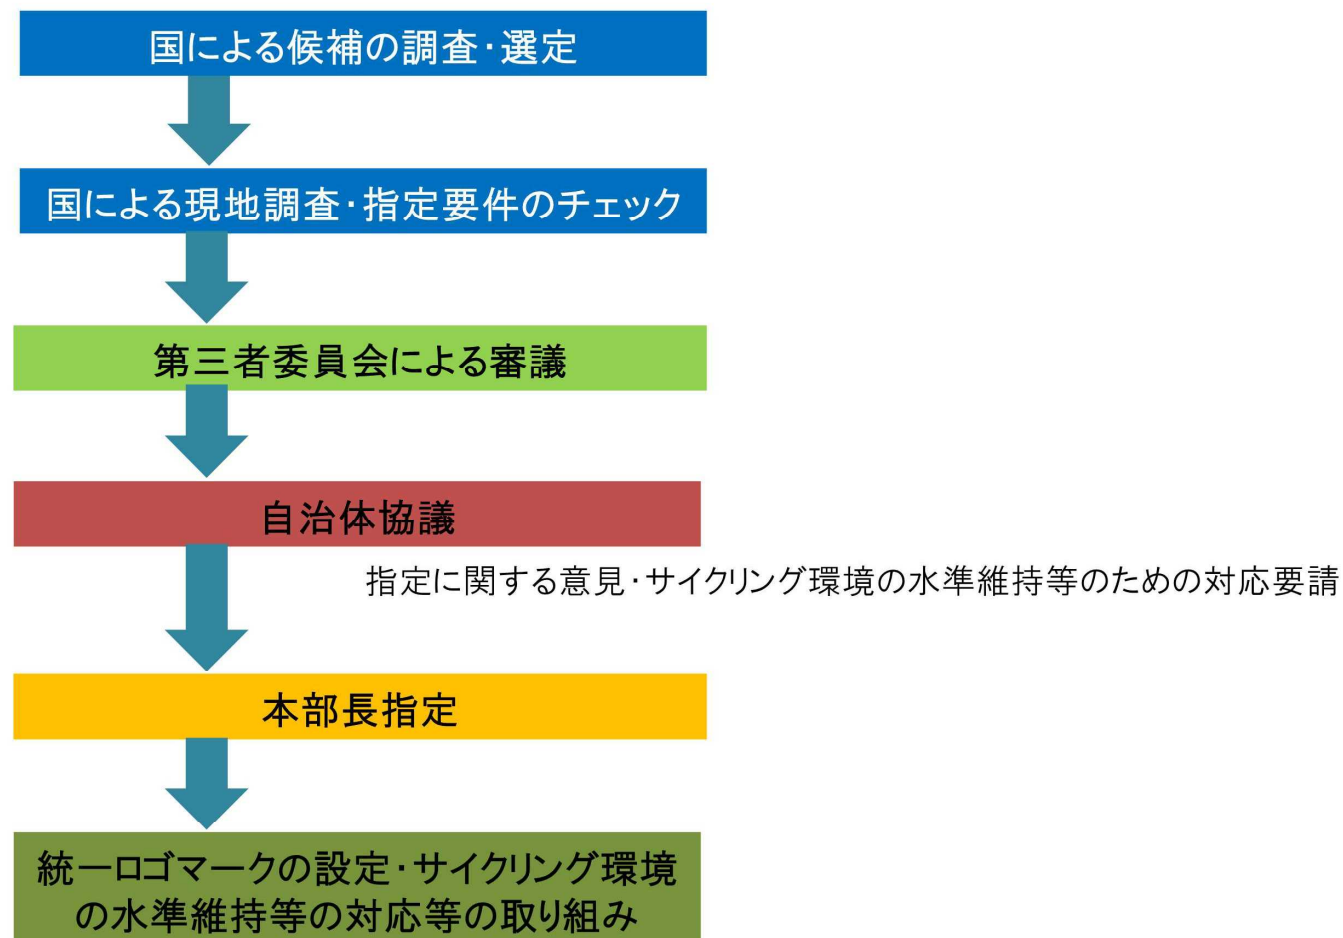 国による候補の調査・選定
国による現地調査・指定要件のチェック
第三者委員会による審議
自治体協議
指定に関する意見・サイクリング環境の水準維持等のための対応要請
本部長指定
統一ロゴマークの設定・サイクリング環境
の水準維持等の対応等の取り組み